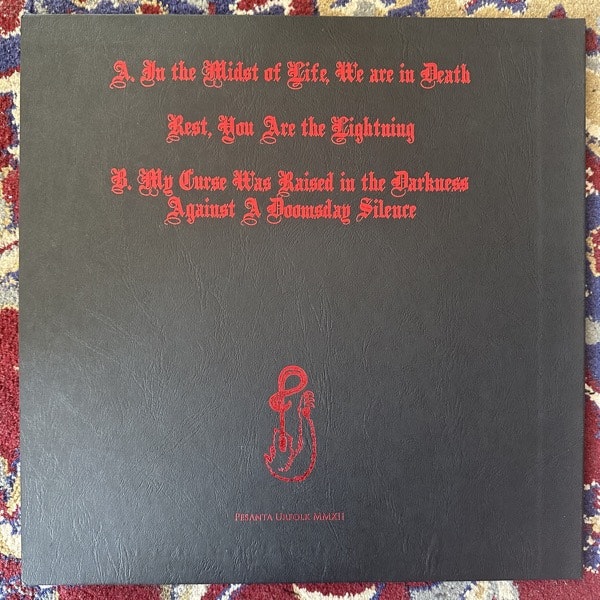 A. In the Midst of Life, We are in Death
Rest, You Are the Lightning
B. My Curse Was Raised in the Darkness
Against A Doomsday Silence
Pesanta Urfolk MMXII